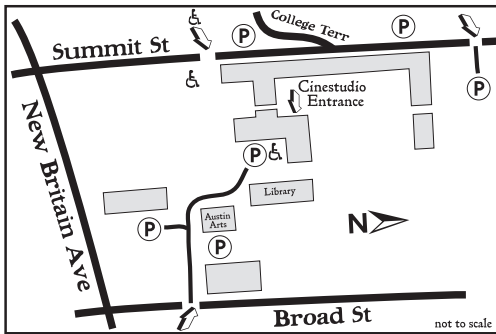 College Terr
P
P
Summit St
P
Cinestudio
Entrance
New Britain Ave
P
Library
Austin
Arts
P
P
N
Broad St
not to scale